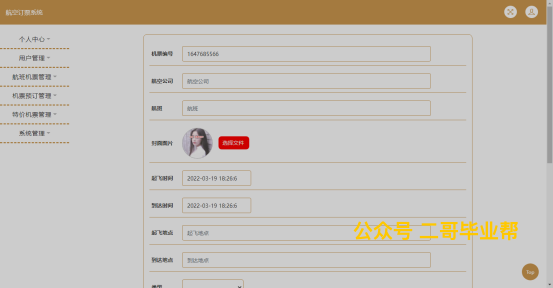 航空订票系统
个人中心
用户管理
航班机票管理
机票预订管理
特价机票管理
系统管理
机票编号 1647685566
航空公司 航空公司
航班 航班
封面图片 选择文件
起飞时间 2022-03-19 18:26:6
到达时间 2022-03-19 18:26:6
起飞地点 起飞地点
公众号 二哥毕业帮
到达地点 到达地点
Top